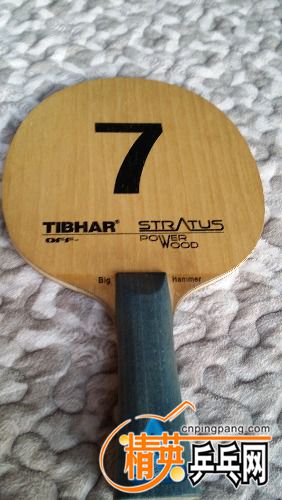 7
TIBHAR® STRATUS
OFF- POWER
WOOD
Big Hammer
cnpingpang.com
精英乒乓网